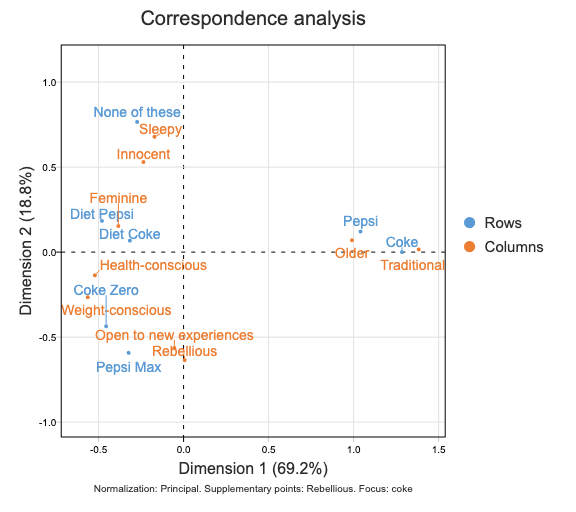 Correspondence analysis
1.0
None of these
Sleepy
Innocent
0.5
Feminine
Diet Pepsi
Diet Coke
Pepsi
Coke
0.0
Older
Traditional
Health-conscious
Coke Zero
Weight-conscious
Open to new experiences
-0.5
Rebellious
Pepsi Max
-1.0
-0.5
0.0
0.5
1.0
1.5
Dimension 2 (18.8%)
Dimension 1 (69.2%)
Rows
Columns
Normalization: Principal. Supplementary points: Rebellious. Focus: coke